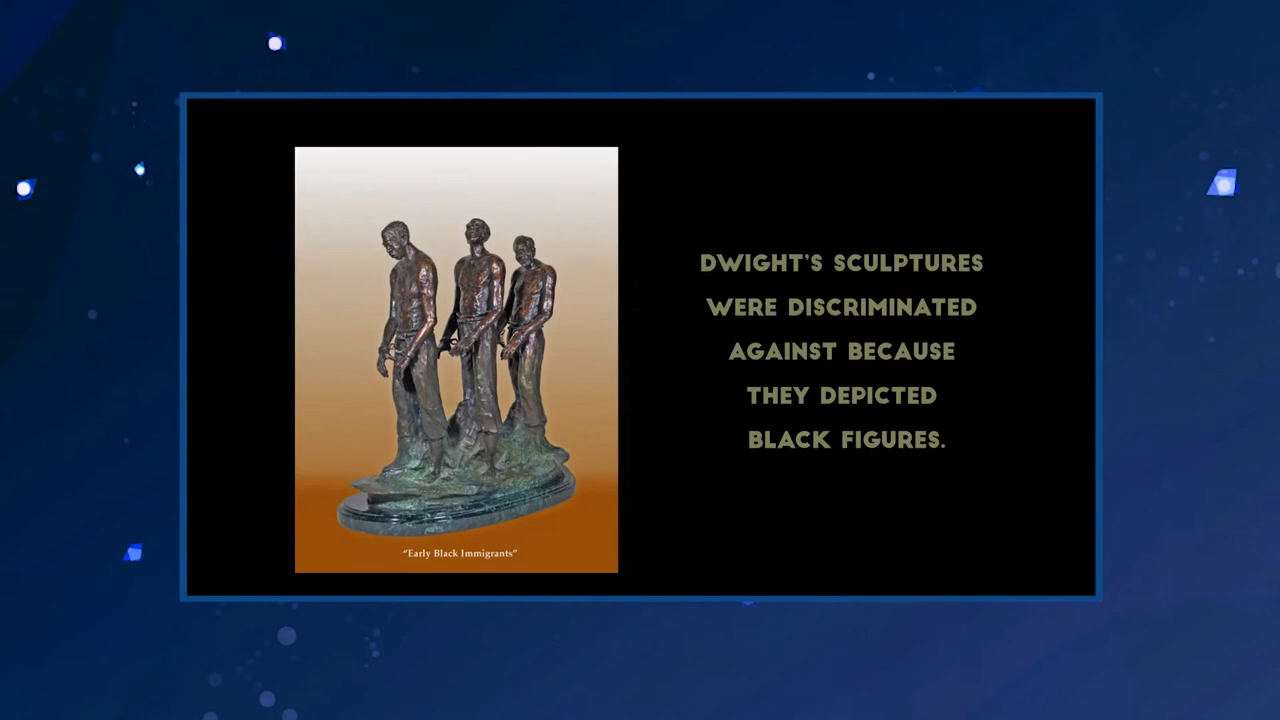 DWIGHT'S SCULPTURES
WERE DISCRIMINATED
AGAINST BECAUSE
THEY DEPICTED
BLACK FIGURES.
"Early Black Immigrants"